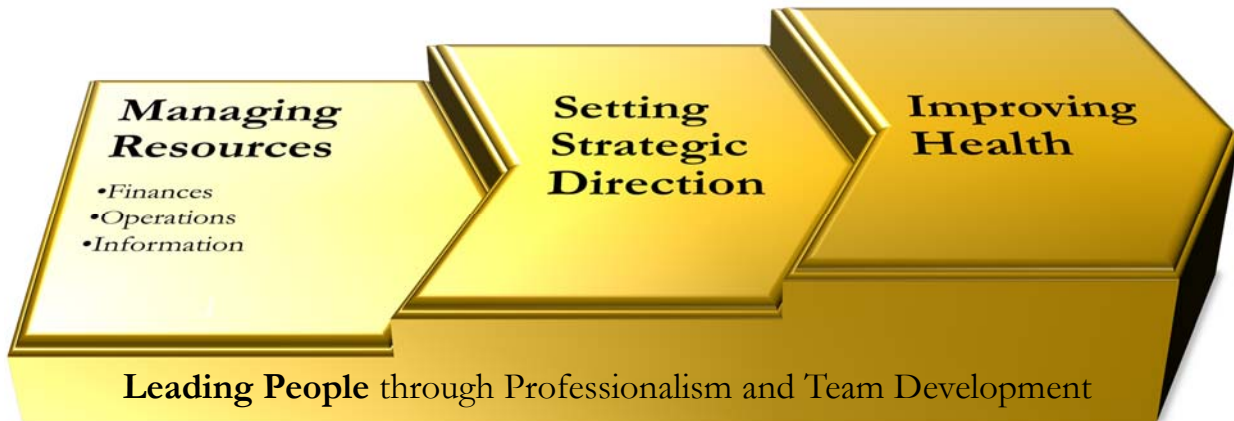 Managing
Resources
•Finances
•Operations
•Information
Setting
Strategic
Direction
Improving
Health
Leading People through Professionalism and Team Development